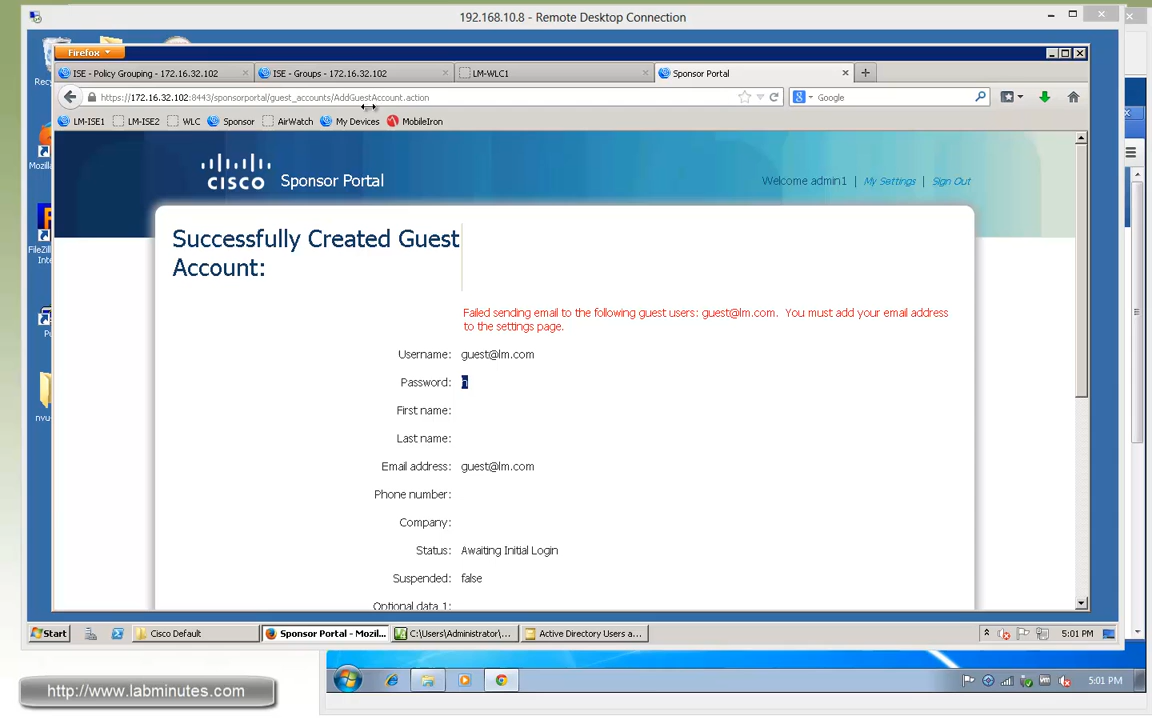 192.168.10.8 - Remote Desktop Connection
Firefox
ISE - Policy Grouping - 172.16.32.102
ISE - Groups - 172.16.32.102
LM-WLC1
Sponsor Portal
https://172.16.32.102:8443/sponsorportal/guest_accounts/AddGuestAccount.action
Google
LM-ISE1
LM-ISE2
WLC
Sponsor
AirWatch
My Devices
MobileIron
CISCO
Sponsor Portal
Welcome admin1 | My Settings | Sign Out
Successfully Created Guest
Account:
Failed sending email to the following guest users: guest@lm.com. You must add your email address
to the settings page.
Username: guest@lm.com
Password: h
First name:
Last name:
Email address: guest@lm.com
Phone number:
Company:
Status: Awaiting Initial Login
Suspended: false
Optional data 1:
Start
Cisco Default
Sponsor Portal - Mozil...
C:\Users\Administrator\...
Active Directory Users a...
5:01 PM
http://www.labminutes.com
5:01 PM